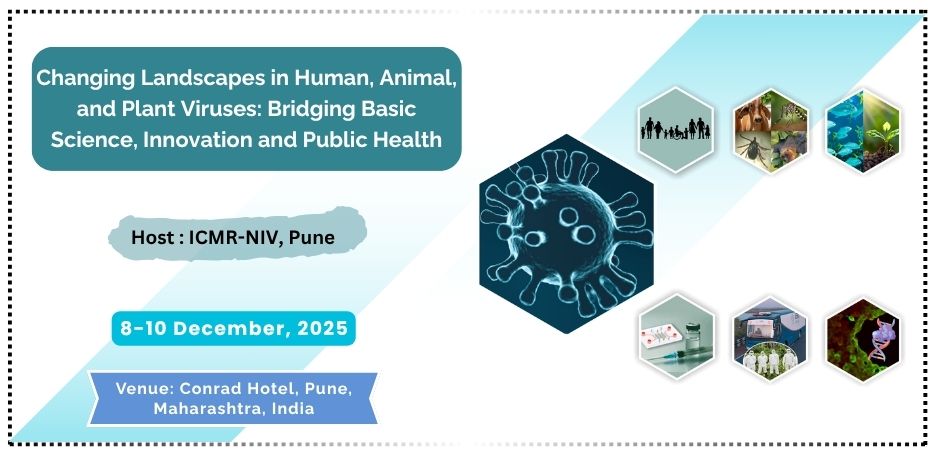 Changing Landscapes in Human, Animal,
and Plant Viruses: Bridging Basic
Science, Innovation and Public Health
Host : ICMR-NIV, Pune
8-10 December, 2025
Venue: Conrad Hotel, Pune,
Maharashtra, India